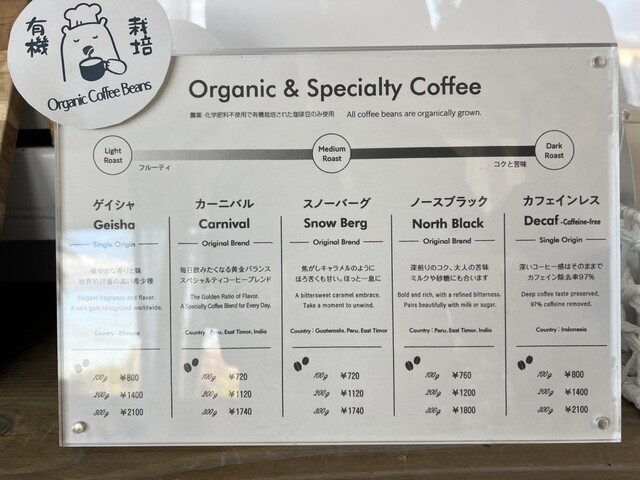 有機
栽培
Organic Coffee Beans
Organic & Specialty Coffee
農薬・化学肥料不使用で有機栽培された珈琲豆のみ使用 All coffee beans are organically grown.
Light
Roast
フルーティ
Medium
Roast
コクと苦味
Dark
Roast
ゲイシャ
Geisha
Single Origin
華やかな香りと味
世界的評価の高い希少種
Elegant fragrance and flavor.
A rare gem recognized worldwide.
Country : Ethiopia
100g ¥800
200g ¥1400
300g ¥2100
カーニバル
Carnival
Original Brend
毎日飲みたくなる黄金バランス
スペシャルティコーヒーブレンド
The Golden Ratio of Flavor.
A Specialty Coffee Blend for Every Day.
Country : Peru, East Timor, India
100g ¥720
200g ¥1120
300g ¥1740
スノーバーグ
Snow Berg
Original Brend
焦がしキャラメルのように
ほろ苦くも甘い。ほっと一息に
A bittersweet caramel embrace.
Take a moment to unwind.
Country : Guatemala, Peru, East Timor
100g ¥720
200g ¥1120
300g ¥1740
ノースブラック
North Black
Original Brend
深煎りのコク、大人の苦味
ミルクや砂糖にも合います
Bold and rich, with a refined bitterness.
Pairs beautifully with milk or sugar.
Country : Peru, East Timor, India
100g ¥760
200g ¥1200
300g ¥1800
カフェインレス
Decaf -Caffeine-free
Single Origin
深いコーヒー感はそのままで
カフェイン除去率97%
Deep coffee taste preserved,
97% caffeine removed.
Country : Indonesia
100g ¥800
200g ¥1400
300g ¥2100